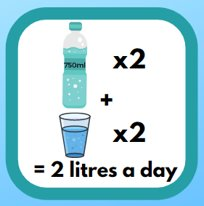 750ml
x2
+
x2
= 2 litres a day